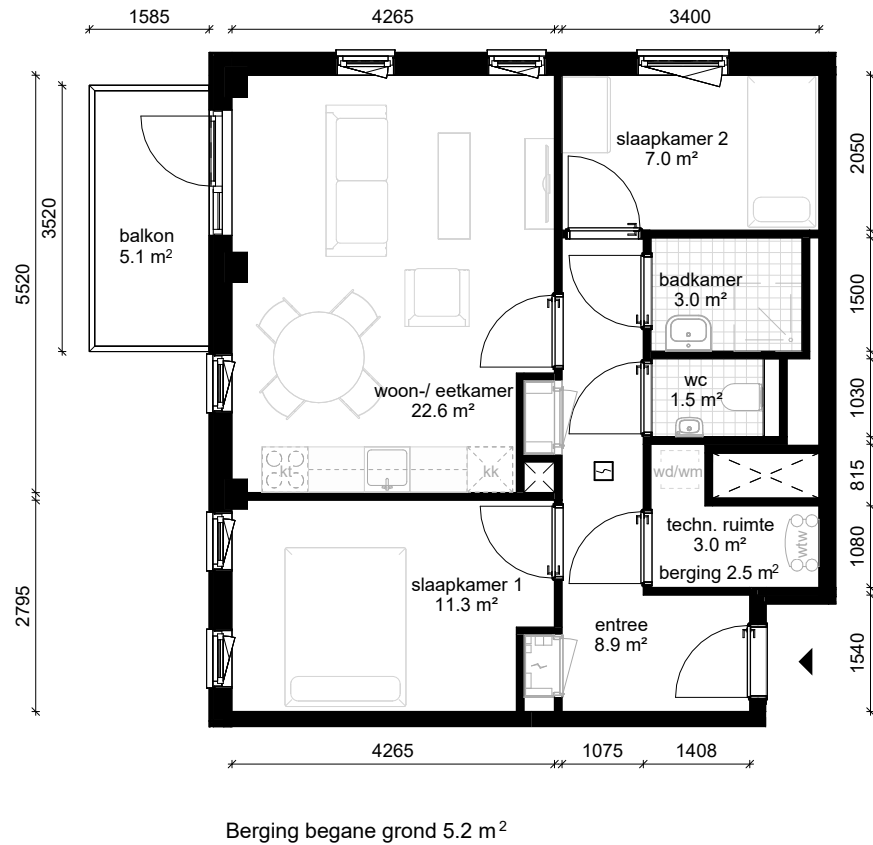 1585
4265
3400
slaapkamer 2
7.0 m²
2050
3520
5520
balkon
5.1 m²
badkamer
3.0 m²
1500
woon-/ eetkamer
22.6 m²
wc
1.5 m²
1030
kt
kk
wd/wm
815
techn. ruimte
3.0 m²
berging 2.5 m²
wtw
1080
2795
slaapkamer 1
11.3 m²
entree
8.9 m²
1540
4265
1075
1408
Berging begane grond 5.2 m²